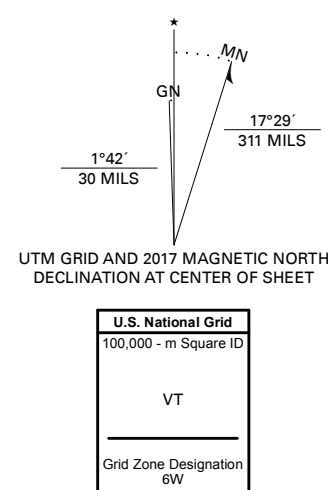 MN
GN
17°29´
311 MILS
1°42´
30 MILS
UTM GRID AND 2017 MAGNETIC NORTH
DECLINATION AT CENTER OF SHEET
U.S. National Grid
100,000 - m Square ID
VT
Grid Zone Designation
6W